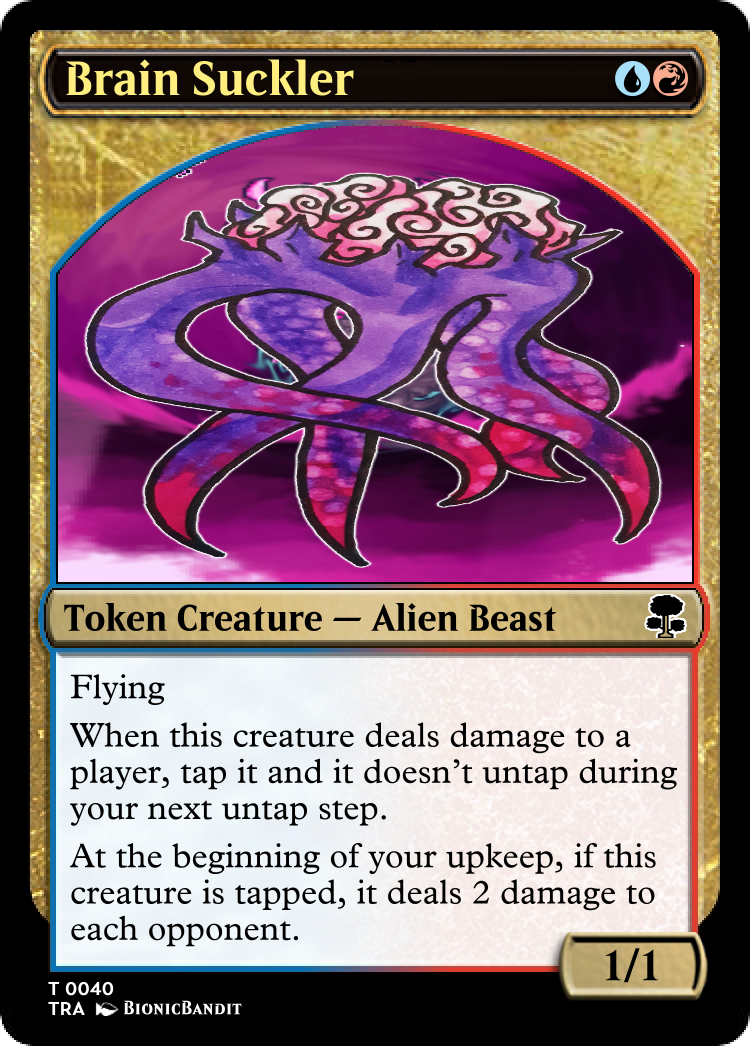 Brain Suckler
Token Creature — Alien Beast
Flying
When this creature deals damage to a
player, tap it and it doesn't untap during
your next untap step.
At the beginning of your upkeep, if this
creature is tapped, it deals 2 damage to
each opponent.
1/1
T 0040
TRA BionicBandit